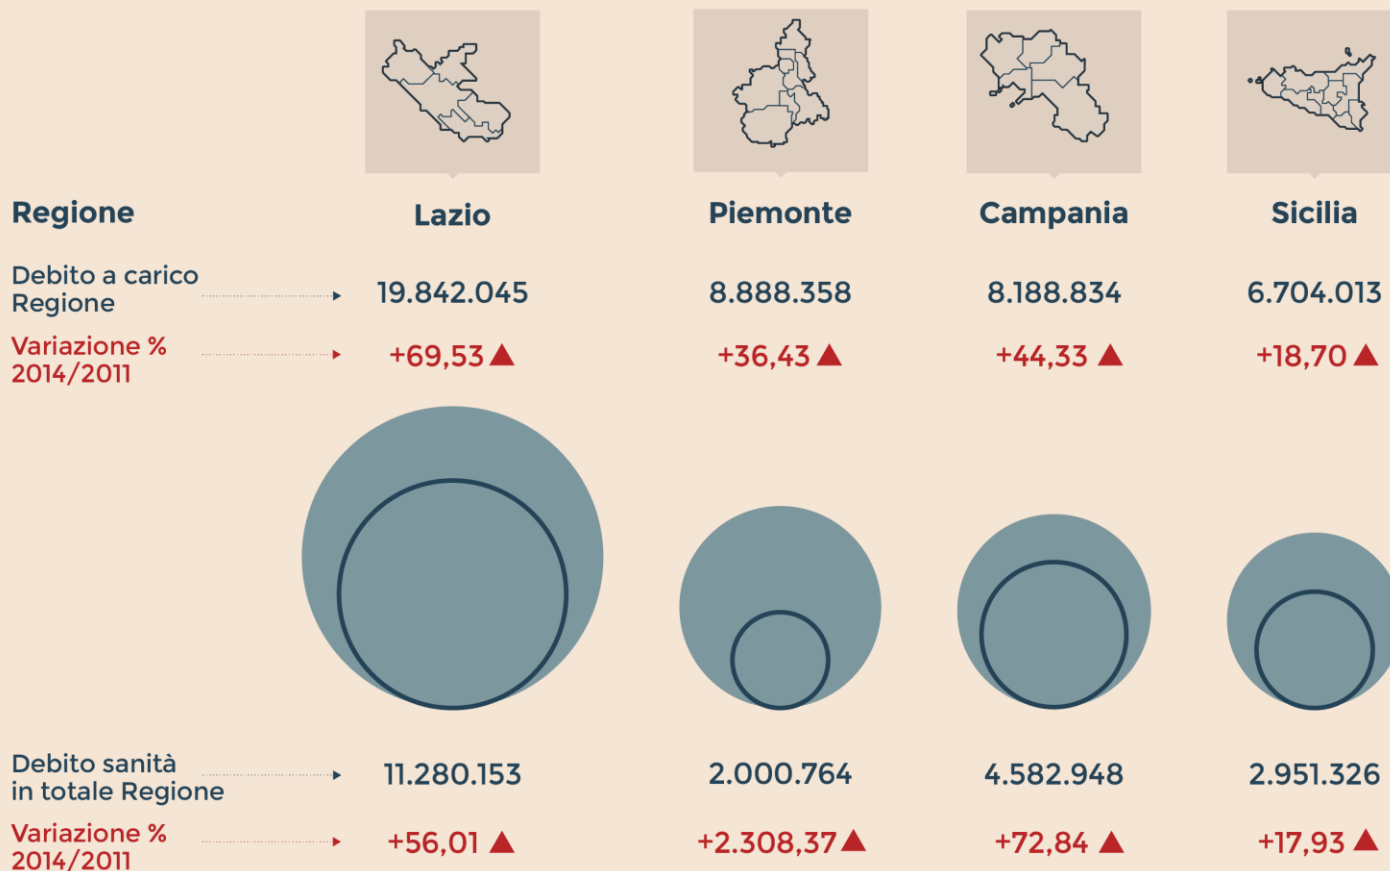 Regione Lazio Piemonte Campania Sicilia
Debito a carico
Regione 19.842.045 8.888.358 8.188.834 6.704.013
Variazione %
2014/2011 +69,53 ▲ +36,43 ▲ +44,33 ▲ +18,70 ▲
Debito sanità
in totale Regione 11.280.153 2.000.764 4.582.948 2.951.326
Variazione %
2014/2011 +56,01 ▲ +2.308,37 ▲ +72,84 ▲ +17,93 ▲